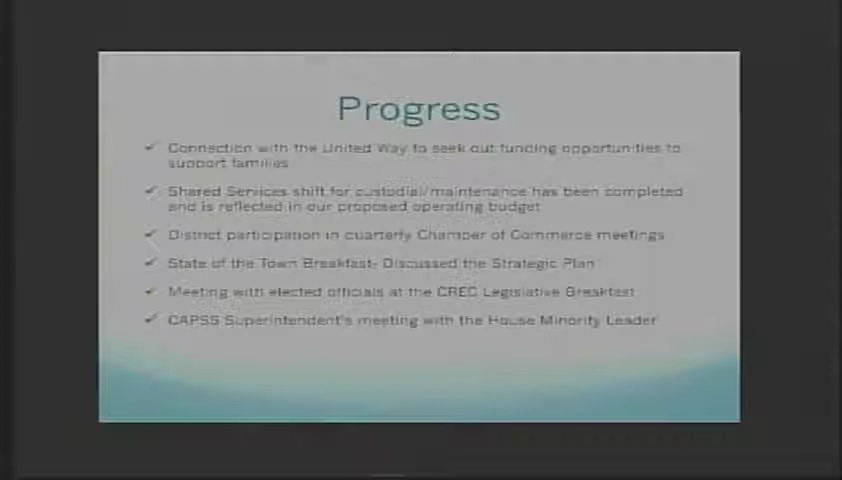 Progress
✓ Connection with the United Way to seek out funding opportunities to
support families
✓ Shared Services shift for custodial/maintenance has been completed
and is reflected in our proposed operating budget
✓ District participation in quarterly Chamber of Commerce meetings
✓ State of the Town Breakfast- Discussed the Strategic Plan
✓ Meeting with elected officials at the CREC Legislative Breakfast
✓ CAPSS Superintendent's meeting with the House Minority Leader